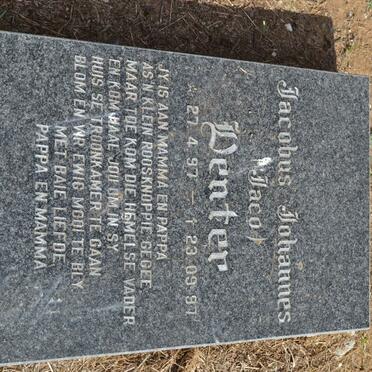 Jacobus Johannes
'Jaco'
Venter
* 27.4.97 – † 23.09.97
JY IS AAN MAMMA EN PAPPA
AS 'N KLEIN ROOSKNOPPIE GEGEE
MAAR TOE KOM DIE HEMELSE VADER
EN KOM HAAL JOU OM IN SY
HUIS SE TROONKAMER TE GAAN
BLOM EN VIR EWIG MOOI TE BLY
MET BAIE LIEFDE
PAPPA EN MAMMA